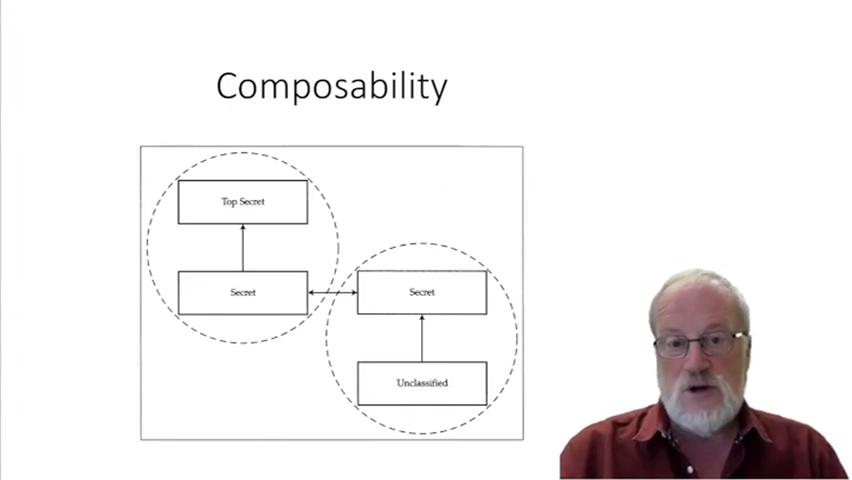 Composability
Top Secret
Secret
Secret
Unclassified